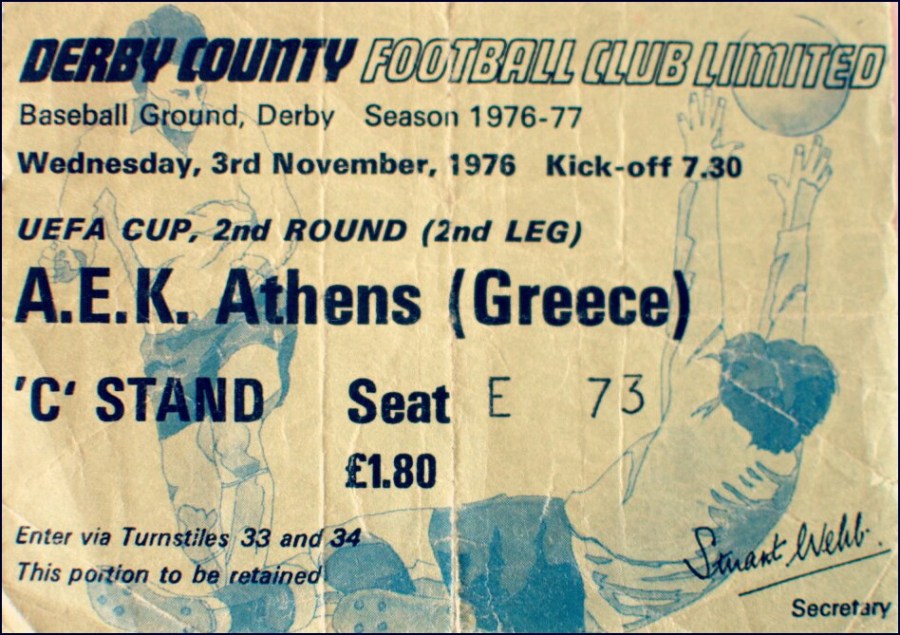 DERBY COUNTY FOOTBALL CLUB LIMITED
Baseball Ground, Derby Season 1976-77
Wednesday, 3rd November, 1976 Kick-off 7.30
UEFA CUP, 2nd ROUND (2nd LEG)
A.E.K. Athens (Greece)
'C' STAND Seat E 73
£1.80
Enter via Turnstiles 33 and 34
This portion to be retained
Stuart Webb.
Secretary